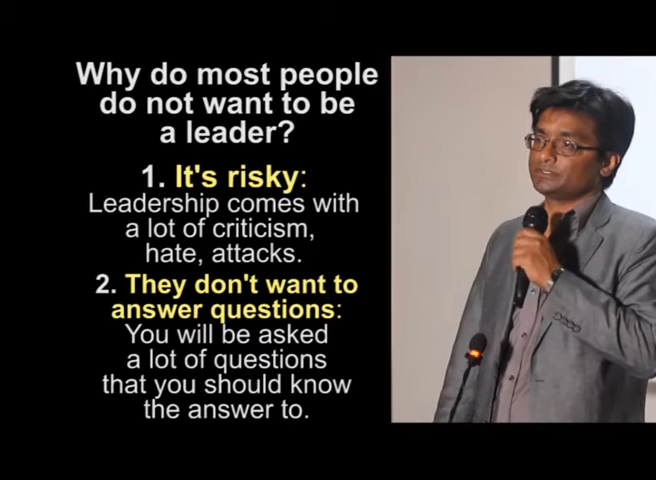 Why do most people
do not want to be
a leader?
1. It's risky:
Leadership comes with
a lot of criticism,
hate, attacks.
2. They don't want to
answer questions:
You will be asked
a lot of questions
that you should know
the answer to.